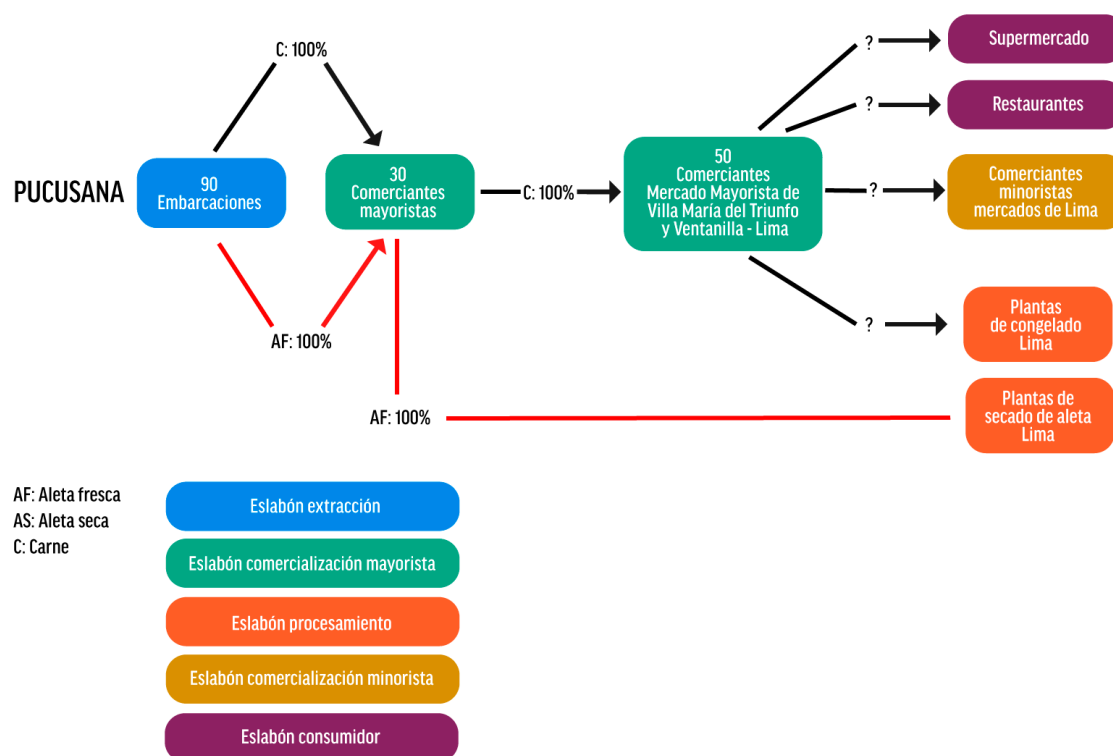 C: 100%
?
Supermercado
?
Restaurantes
PUCUSANA
90
Embarcaciones
30
Comerciantes
mayoristas
C: 100%
50
Comerciantes
Mercado Mayorista de
Villa María del Triunfo
y Ventanilla - Lima
?
Comerciantes
minoristas
mercados de Lima
AF: 100%
?
Plantas
de congelado
Lima
AF: 100%
Plantas de
secado de aleta
Lima
AF: Aleta fresca
AS: Aleta seca
C: Carne
Eslabón extracción
Eslabón comercialización mayorista
Eslabón procesamiento
Eslabón comercialización minorista
Eslabón consumidor